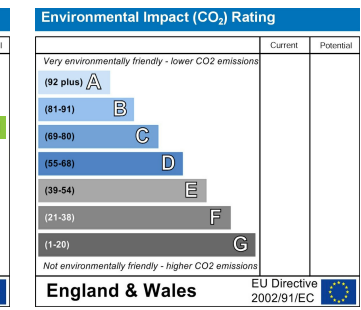 Environmental Impact (CO₂) Rating
Current Potential
Very environmentally friendly - lower CO2 emissions
(92 plus) A
(81-91) B
(69-80) C
(55-68) D
(39-54) E
(21-38) F
(1-20) G
Not environmentally friendly - higher CO2 emissions
England & Wales
EU Directive
2002/91/EC